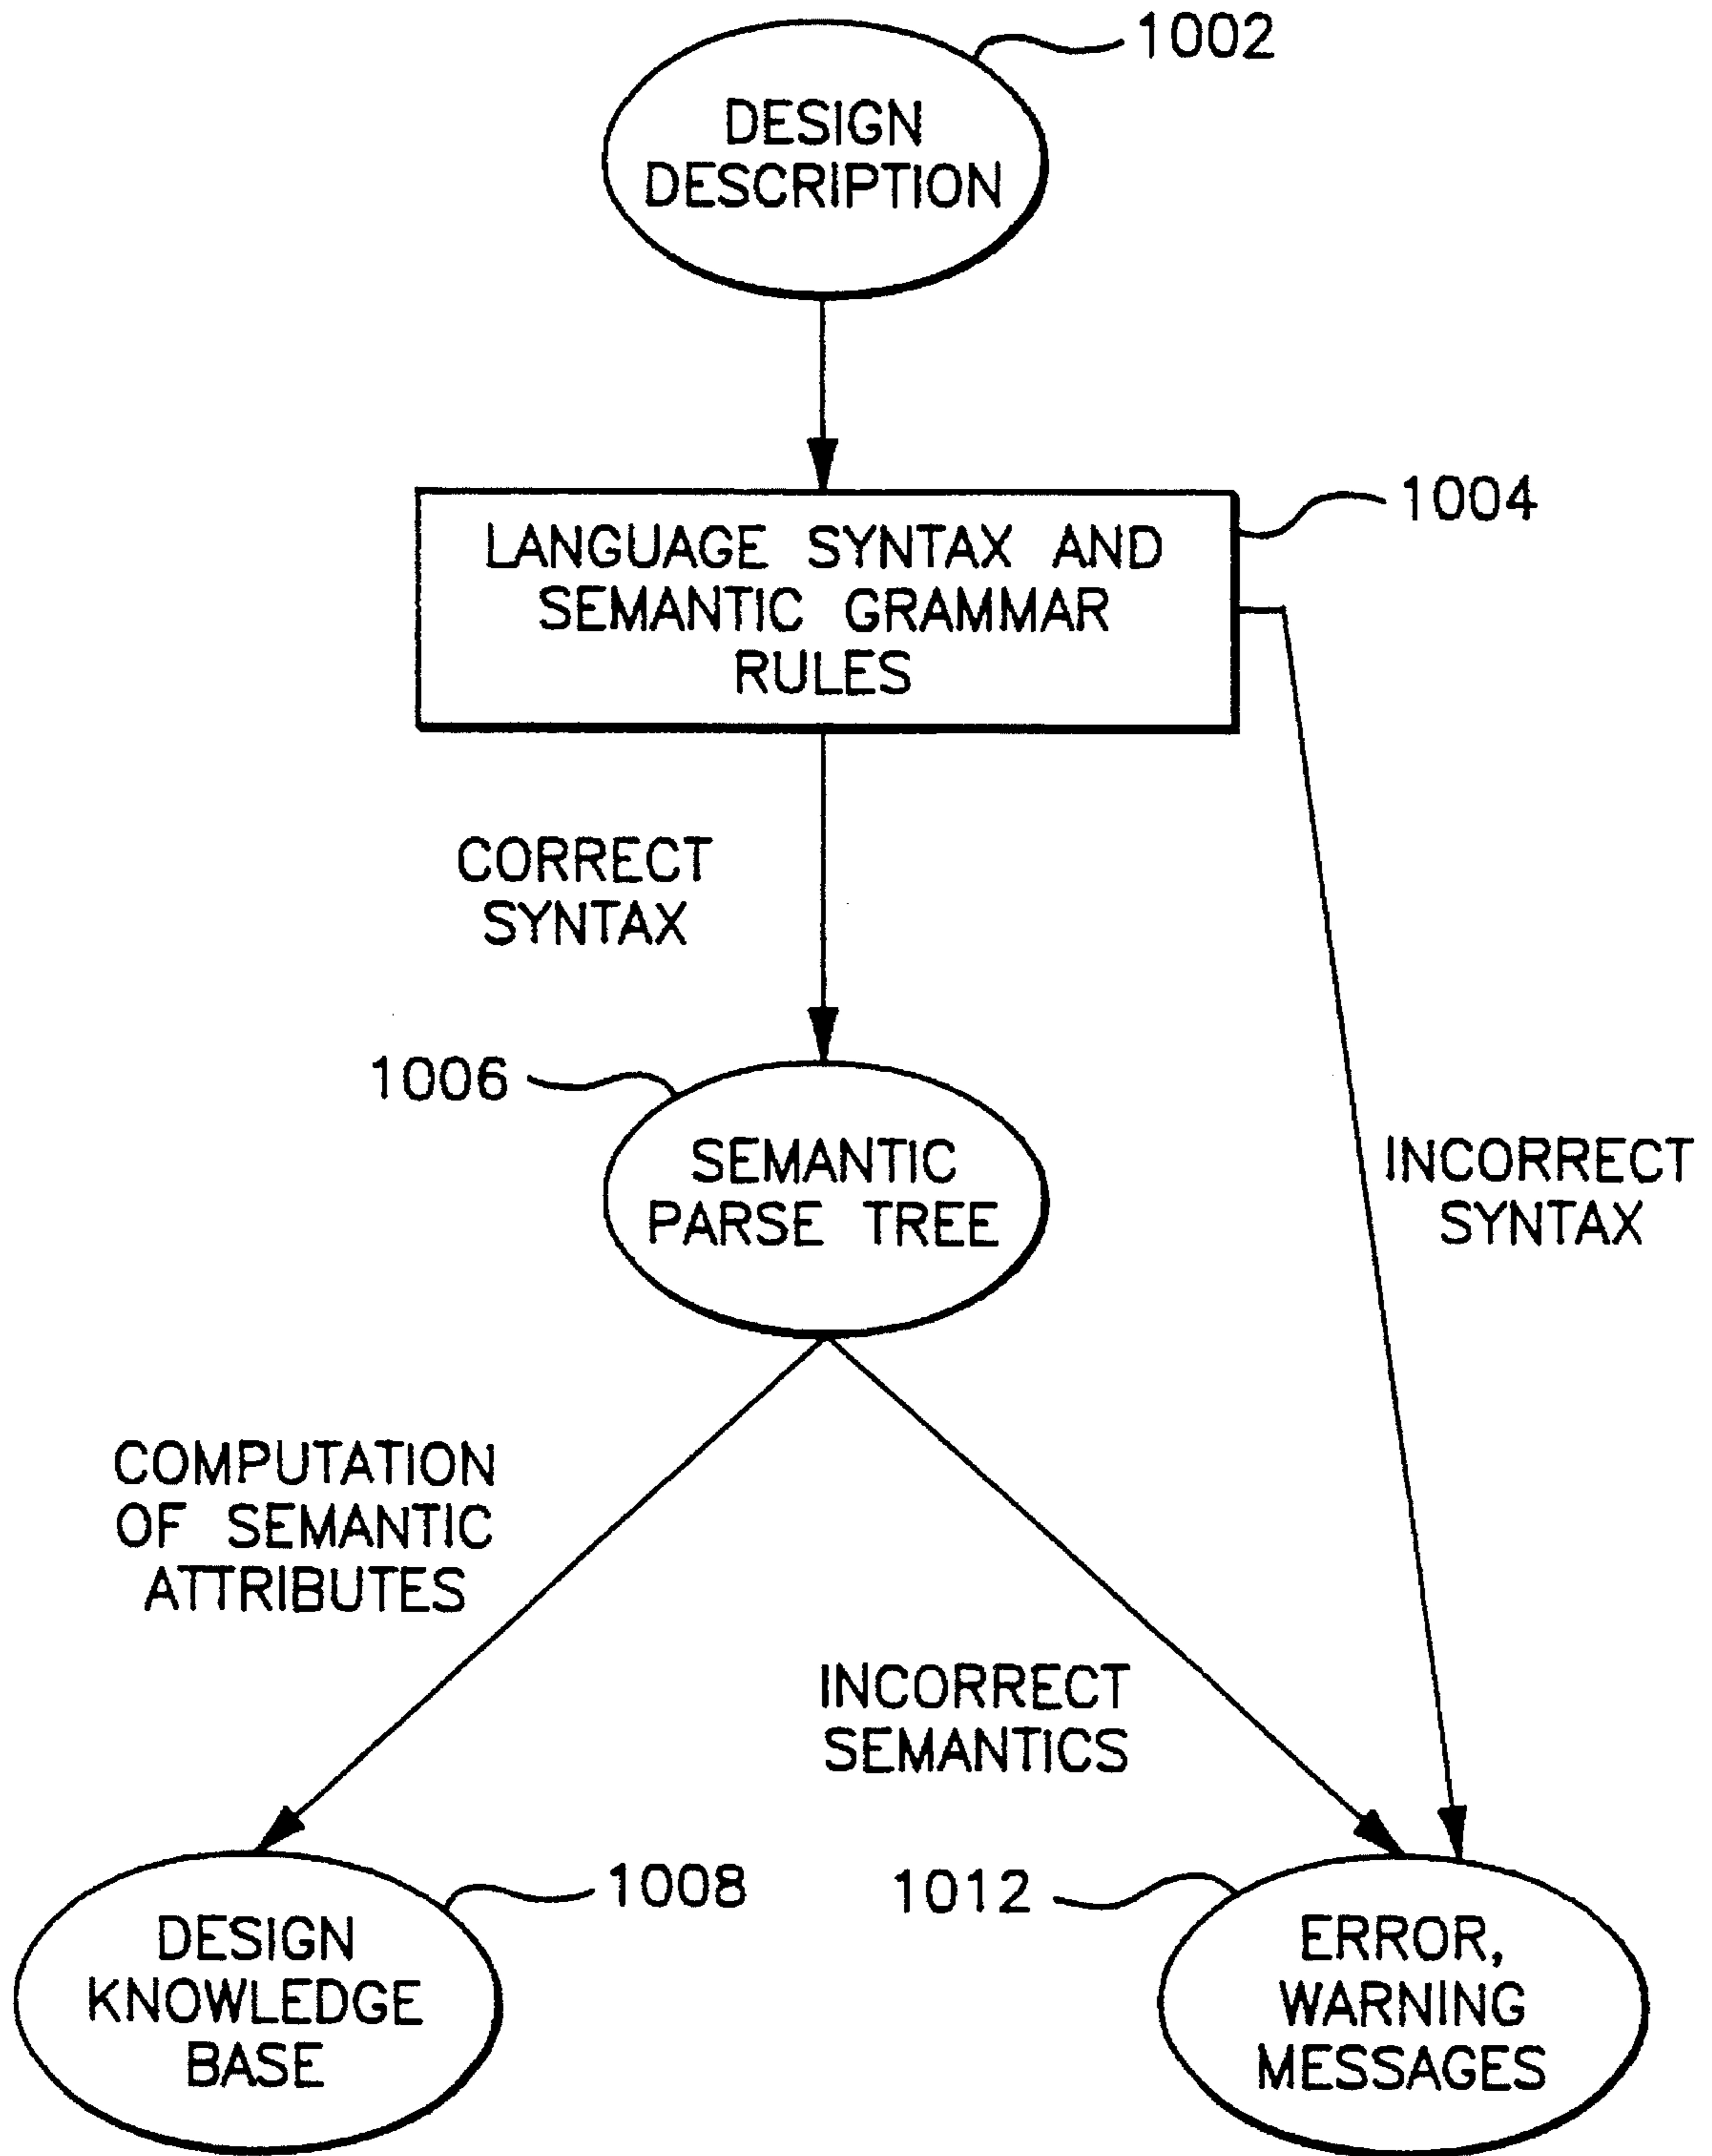 1002
DESIGN
DESCRIPTION
1004
LANGUAGE SYNTAX AND
SEMANTIC GRAMMAR
RULES
CORRECT
SYNTAX
1006
SEMANTIC
PARSE TREE
INCORRECT
SYNTAX
COMPUTATION
OF SEMANTIC
ATTRIBUTES
INCORRECT
SEMANTICS
1008
DESIGN
KNOWLEDGE
BASE
1012
ERROR,
WARNING
MESSAGES